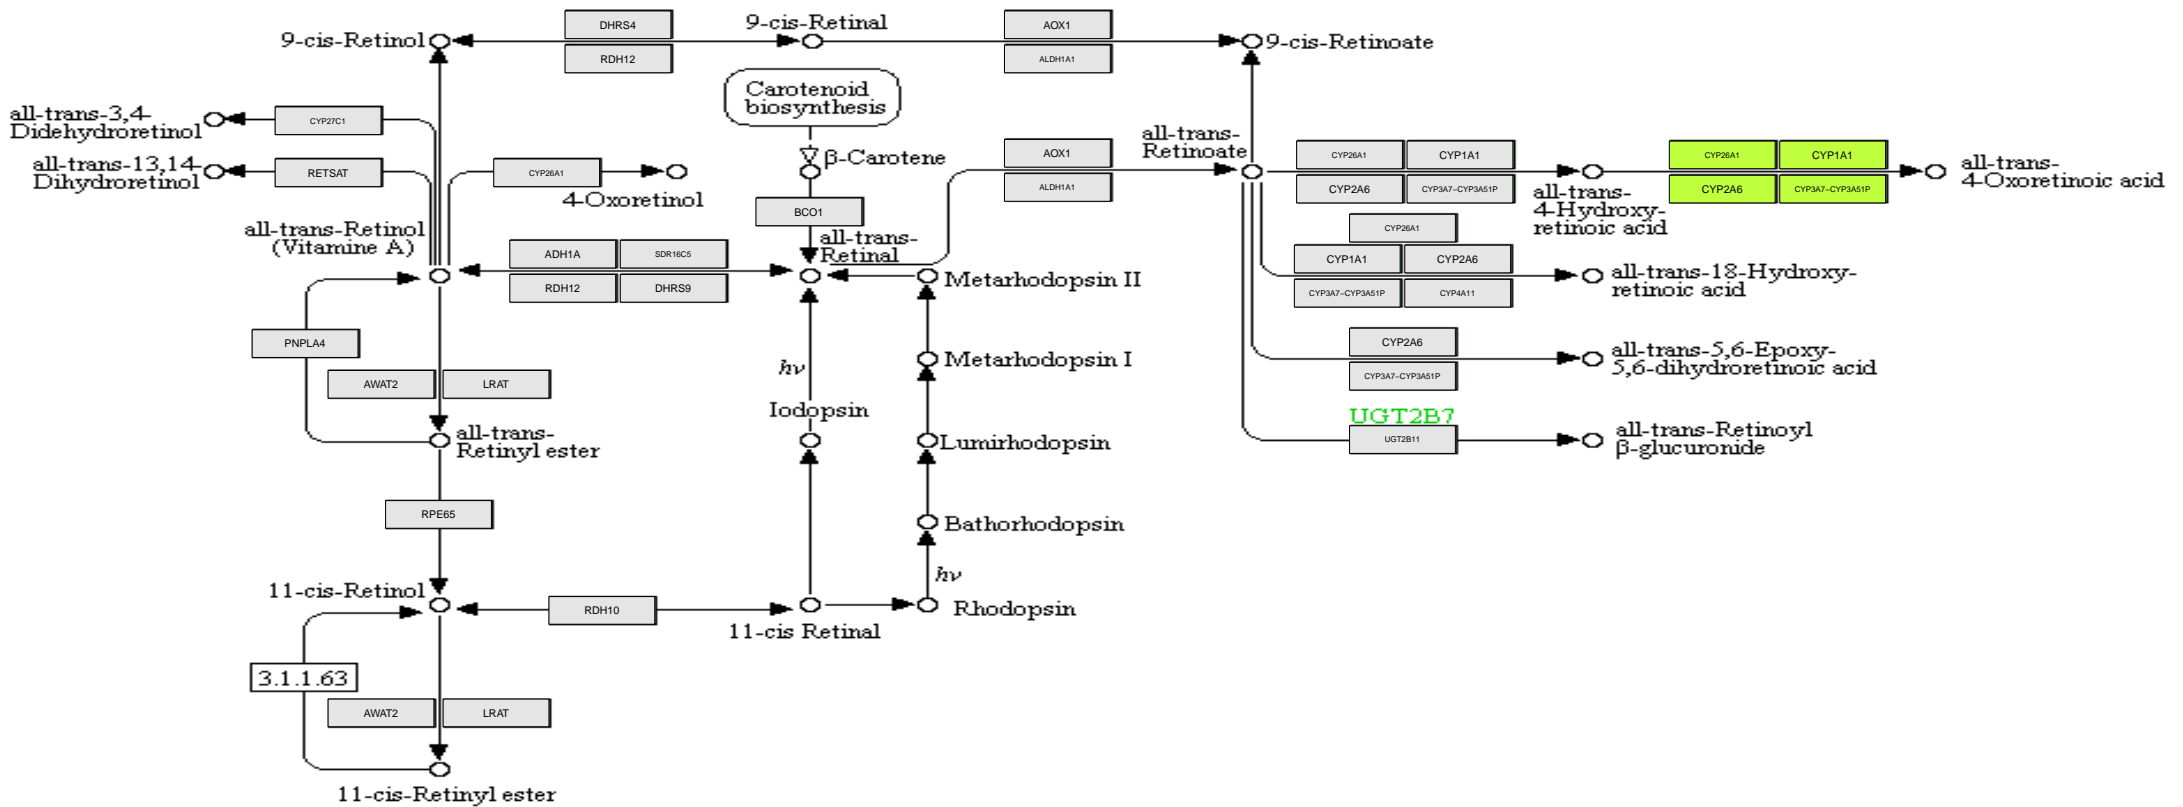 DHRS4
9-cis-Retinal
AOX1
9-cis-Retinol
9-cis-Retinoate
RDH12
ALDH1A1
Carotenoid
biosynthesis
all-trans-3,4-
Didehydroretinol
CYP27C1
all-trans-13,14-
Dihydroretinol
RETSAT
CYP26A1
4-Oxoretinol
β-Carotene
BCO1
AOX1
ALDH1A1
all-trans-
Retinoate
CYP26A1
CYP1A1
CYP2A6
CYP3A7-CYP3A51P
all-trans-
4-Hydroxy-
retinoic acid
CYP26A1
CYP1A1
CYP2A6
CYP3A7-CYP3A51P
all-trans-
4-Oxoretinoic acid
all-trans-Retinol
(Vitamine A)
ADH1A
SDR16C5
RDH12
DHRS9
all-trans-
Retinal
Metarhodopsin II
CYP26A1
CYP1A1
CYP2A6
CYP3A7-CYP3A51P
CYP4A11
all-trans-18-Hydroxy-
retinoic acid
PNPLA4
AWAT2
LRAT
hν
Metarhodopsin I
CYP2A6
CYP3A7-CYP3A51P
all-trans-5,6-Epoxy-
5,6-dihydroretinoic acid
Iodopsin
all-trans-
Retinyl ester
Lumirhodopsin
UGT2B7
UGT2B11
all-trans-Retinoyl
β-glucuronide
RPE65
Bathorhodopsin
hν
11-cis-Retinol
RDH10
11-cis Retinal
Rhodopsin
3.1.1.63
AWAT2
LRAT
11-cis-Retinyl ester